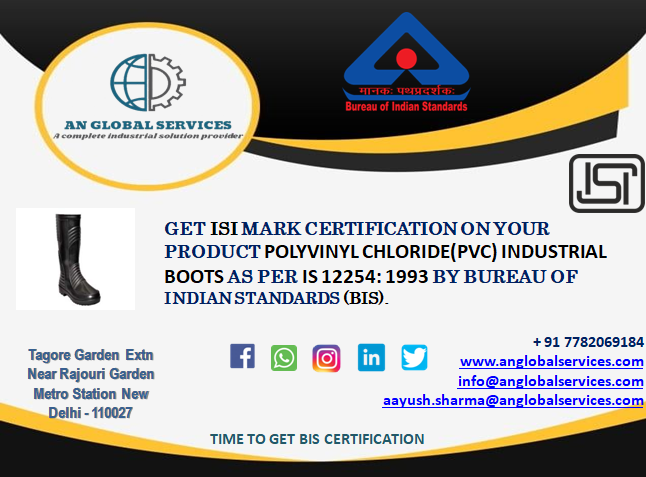 AN GLOBAL SERVICES
A complete industrial solution provider
मानकः पथप्रदर्शकः
Bureau of Indian Standards
ISI
GET ISI MARK CERTIFICATION ON YOUR
PRODUCT POLYVINYL CHLORIDE(PVC) INDUSTRIAL
BOOTS AS PER IS 12254: 1993 BY BUREAU OF
INDIAN STANDARDS (BIS).
Tagore Garden Extn
Near Rajouri Garden
Metro Station New
Delhi - 110027
+ 91 7782069184
www.anglobalservices.com
info@anglobalservices.com
aayush.sharma@anglobalservices.com
TIME TO GET BIS CERTIFICATION